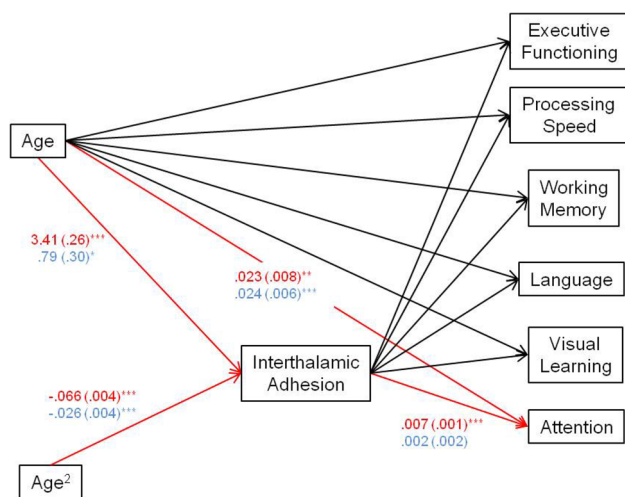 Executive
Functioning
Processing
Speed
Age
Working
Memory
3.41 (.26)***
.79 (.30)*
.023 (.008)**
.024 (.006)***
Language
Interthalamic
Adhesion
Visual
Learning
-.066 (.004)***
-.026 (.004)***
.007 (.001)***
.002 (.002)
Attention
Age²